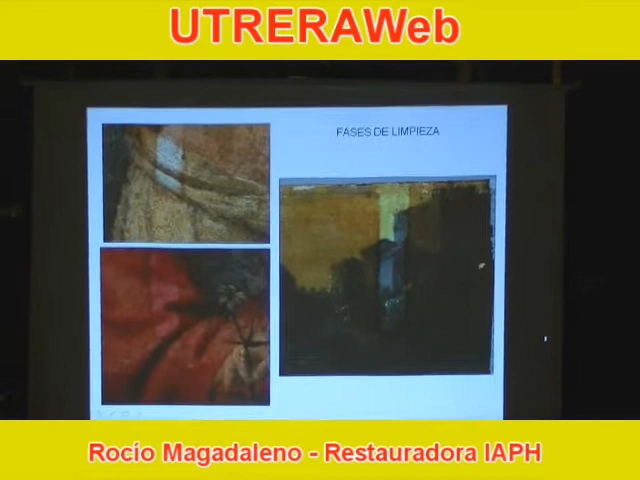 UTRERAWeb
FASES DE LIMPIEZA
Rocío Magadaleno - Restauradora IAPH